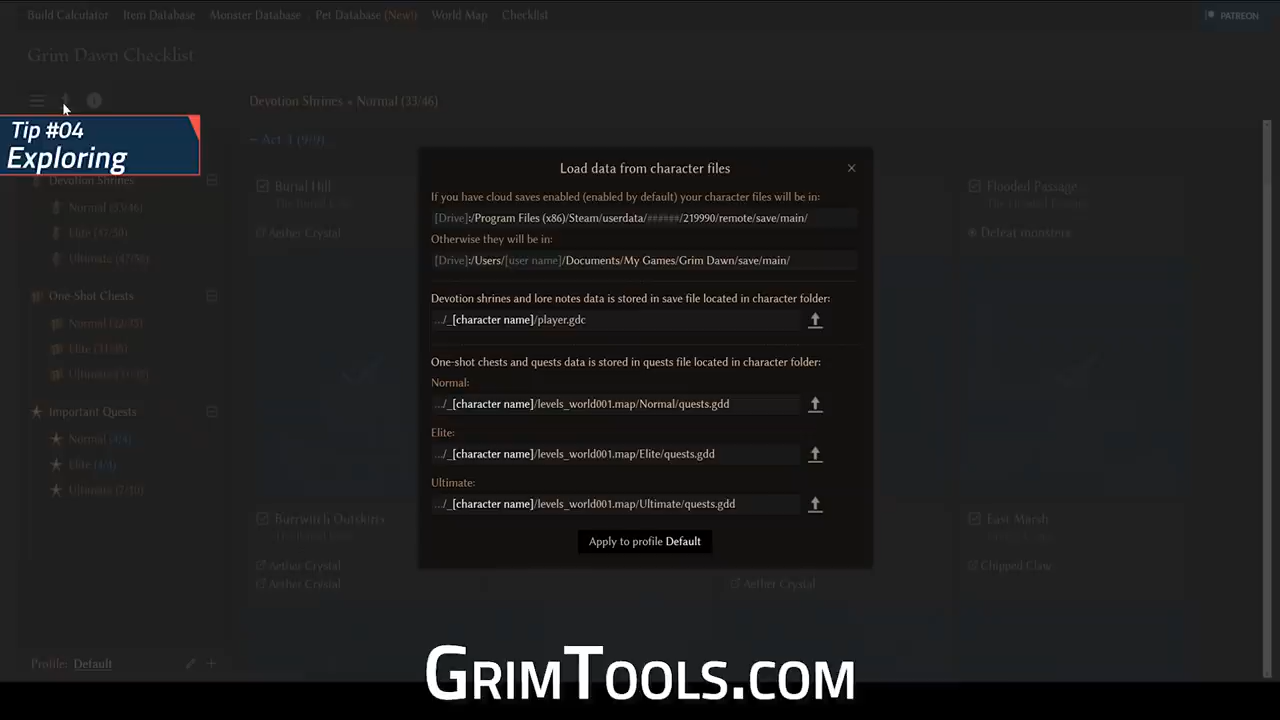 Build Calculator Item Database Monster Database Pet Database (New!) World Map Checklist PATREON
Grim Dawn Checklist
Devotion Shrines • Normal (33/46)
Tip #04
Exploring
− Act 1 (9/9)
Devotion Shrines
Normal (33/46)
Ultimate
One-Shot Chests
Normal
Elite
Ultimate
Important Quests
Normal (4/4)
Elite (4/4)
Ultimate (2/10)
Burial Hill
Aether Crystal
Flooded Passage
Defeat monsters
Load data from character files
If you have cloud saves enabled (enabled by default) your character files will be in:
[Drive]:/Program Files (x86)/Steam/userdata/######/219990/remote/save/main/
Otherwise they will be in:
[Drive]:/Users/[user name]/Documents/My Games/Grim Dawn/save/main/
Devotion shrines and lore notes data is stored in save file located in character folder:
.../_[character name]/player.gdc
One-shot chests and quests data is stored in quests file located in character folder:
Normal:
.../_[character name]/levels_world001.map/Normal/quests.gdd
Elite:
.../_[character name]/levels_world001.map/Elite/quests.gdd
Ultimate:
.../_[character name]/levels_world001.map/Ultimate/quests.gdd
Apply to profile Default
Burrwitch Outskirts
Aether Crystal
Aether Crystal
Aether Crystal
East Marsh
Chipped Claw
Profile: Default
GRIMTOOLS.COM